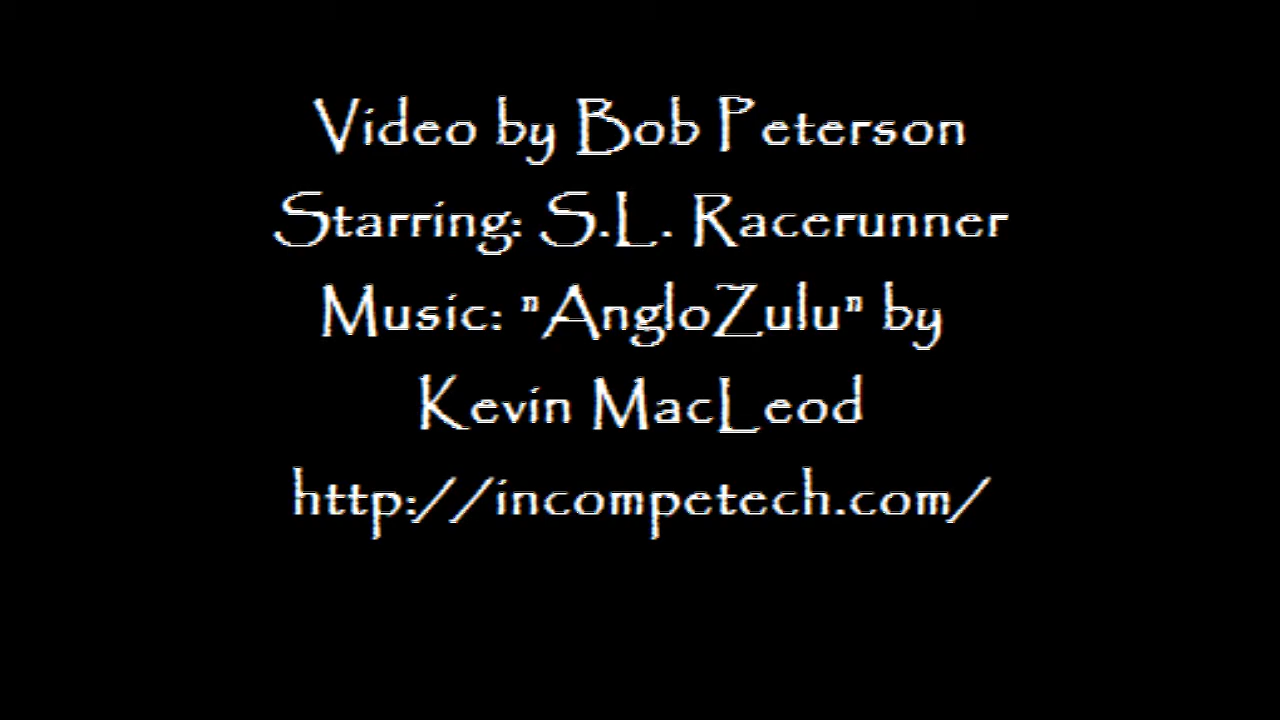 Video by Bob Peterson
Starring: S.L. Racerunner
Music: "AngloZulu" by
Kevin MacLeod
http://incompetech.com/